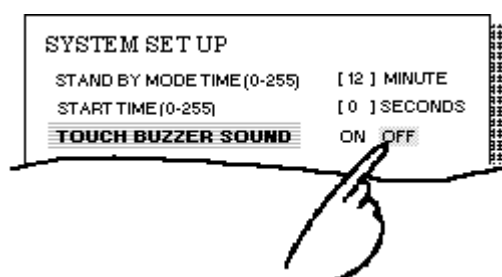 SYSTEM SET UP
STAND BY MODE TIME (0-255) [ 12 ] MINUTE
START TIME (0-255) [ 0 ] SECONDS
TOUCH BUZZER SOUND ON OFF